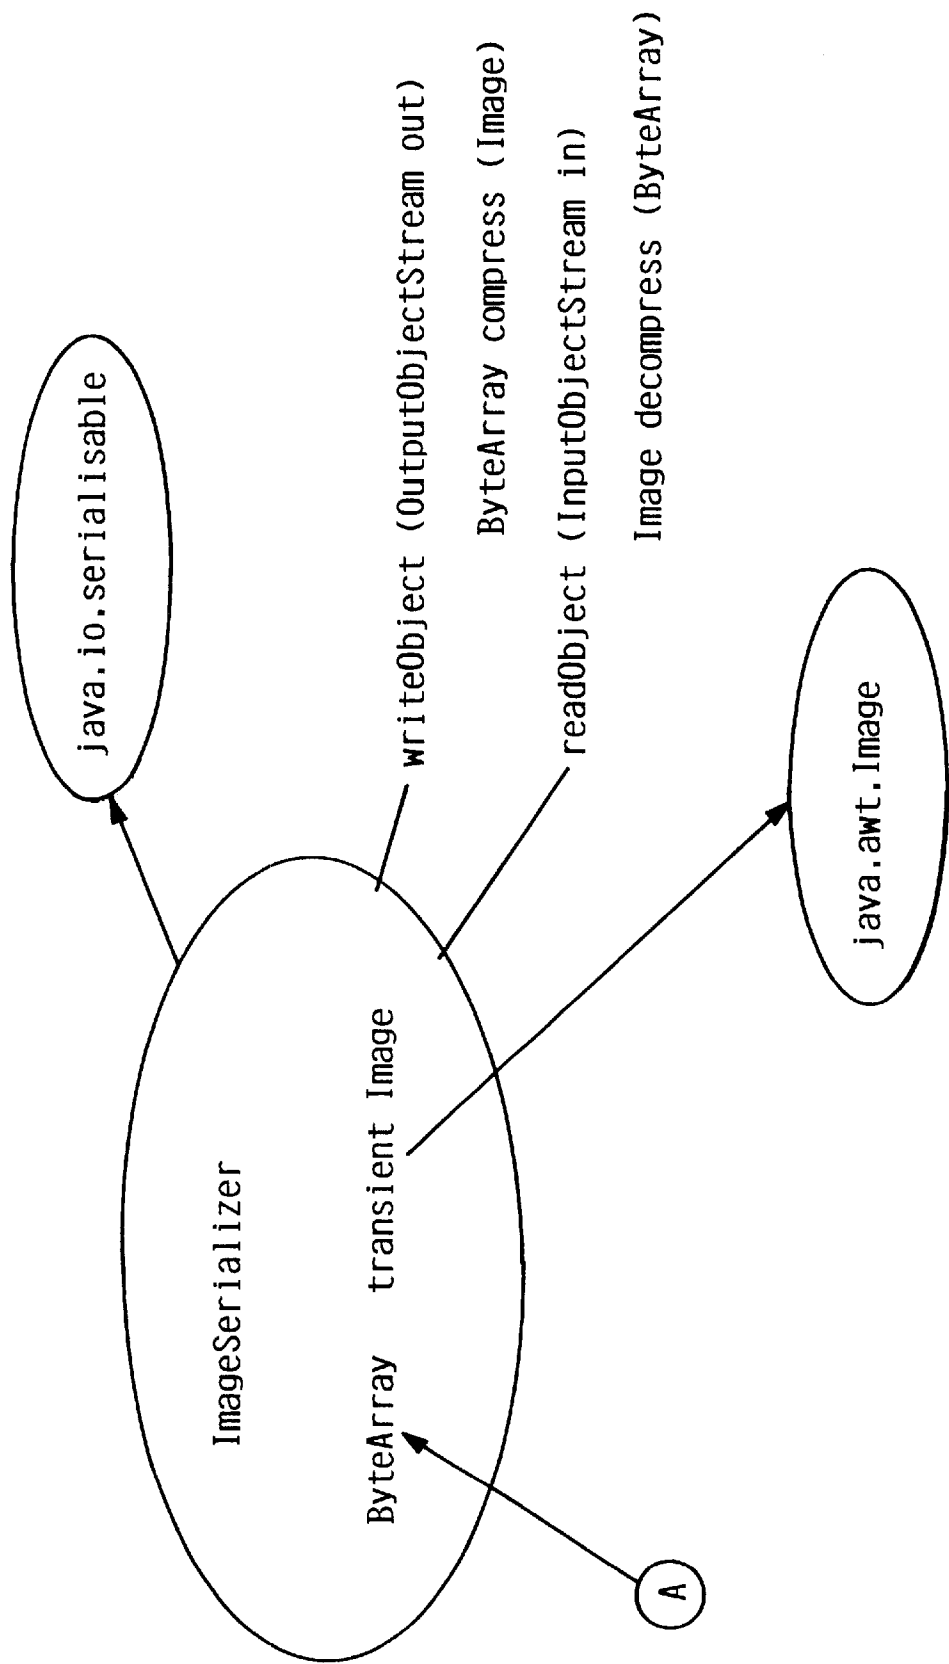 java.io.serialisable
ImageSerializer
ByteArray transient Image
writeObject (OutputObjectStream out)
ByteArray compress (Image)
readObject (InputObjectStream in)
Image decompress (ByteArray)
java.awt.Image
A